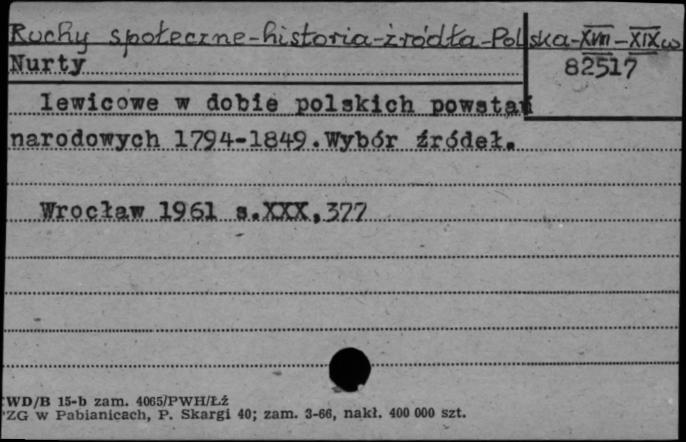 Ruchy społeczne-historia-źródła-Polska-XVIII-XIXw
Nurty
82517
lewicowe w dobie polskich powstań
narodowych 1794-1849.Wybór źródeł.
Wrocław 1961 s.XXX,377
WD/B 15-b zam. 4065/PWH/Łź
ZG w Pabianicach, P. Skargi 40; zam. 3-66, nakł. 400 000 szt.